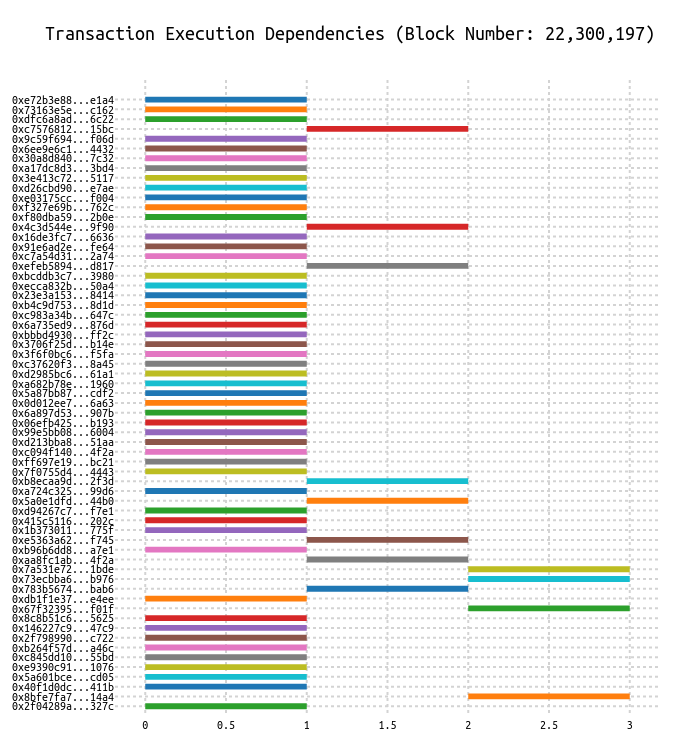 Transaction Execution Dependencies (Block Number: 22,300,197)
0xe72b3e88...e1a4
0x73163e5e...c162
0xdfc6a8ad...6c22
0xc7576812...15bc
0x9c59f694...f06d
0x6ee9e6c1...4432
0x30a8d840...7c32
0xa17dc8d3...3bd4
0x3e413c72...5117
0xd26cbd90...e7ae
0xe03175cc...f004
0xf327e69b...762c
0xf80dba59...2b0e
0x4c3d544e...9f90
0x16de3fc7...6636
0x91e6ad2e...fe64
0xc7a54d31...2a74
0xefeb5894...d817
0xbcddb3c7...3980
0xecca832b...50a4
0x23e3a153...8414
0xb4c9d753...8d1d
0xc983a34b...647c
0x6a735ed9...876d
0xbbbd4930...ff2c
0x3706f25d...b14e
0x3f6f0bc6...f5fa
0xc37620f3...8a45
0xd2985bc6...61a1
0xa682b78e...1960
0x5a87bb87...cdf2
0x0d012ee7...6a63
0x6a897d53...907b
0x06efb425...b193
0x99e5bb08...6004
0xd213bba8...51aa
0xc094f140...4f2a
0xff697e19...bc21
0x7f0755d4...4443
0xb8ecaa9d...2f3d
0xa724c325...99d6
0x5a0e1dfd...44b0
0xd94267c7...f7e1
0x415c5116...202c
0x1b373011...775f
0xe5363a62...f745
0xb96b6dd8...a7e1
0xaa8fc1ab...4f2a
0x7a531e72...1bde
0x73ecbba6...b976
0x783b5674...bab6
0xdb1f1e37...e4ee
0x67f32395...f01f
0x8c8b51c6...5625
0x146227c9...47c9
0x2f798990...c722
0xb264f57d...a46c
0xc845dd10...55bd
0xe9390c91...1076
0x5a601bce...cd05
0x40f1d0dc...411b
0x8bfe7fa7...14a4
0x2f04289a...327c
0 0.5 1 1.5 2 2.5 3